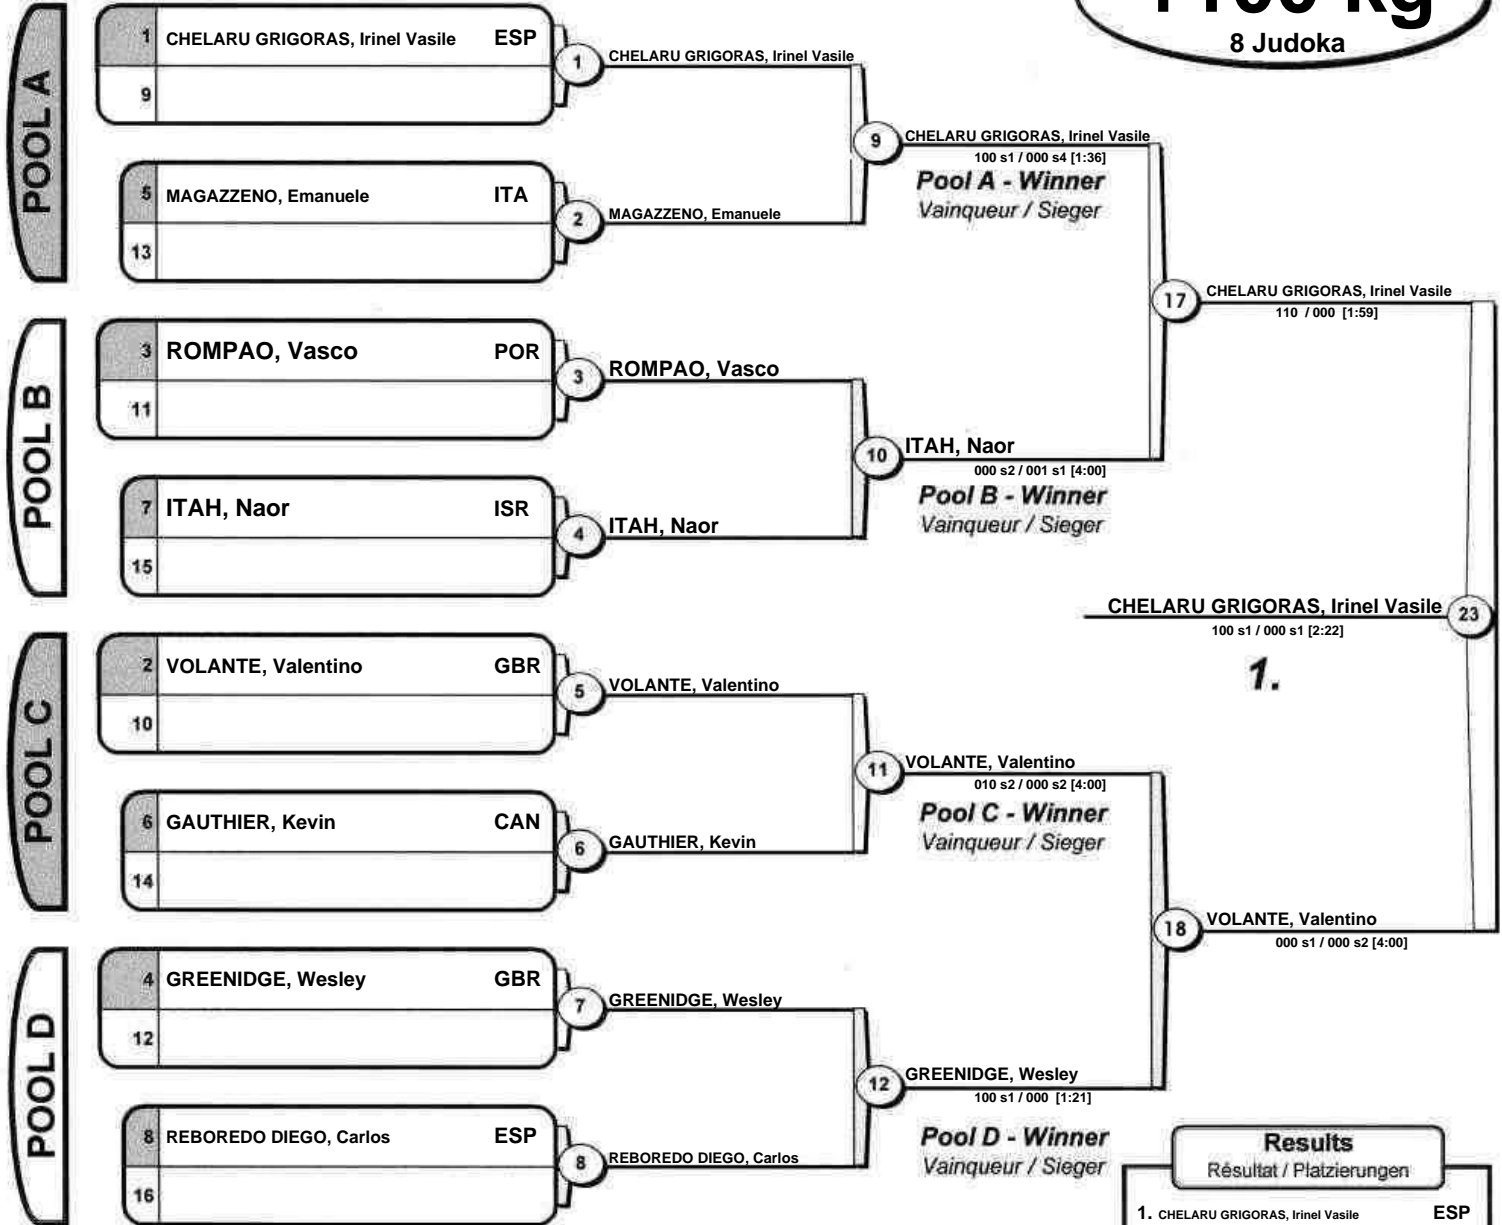 +100 kg
8 Judoka
POOL A
1 CHELARU GRIGORAS, Irinel Vasile ESP
9
1 CHELARU GRIGORAS, Irinel Vasile
5 MAGAZZENO, Emanuele ITA
13
2 MAGAZZENO, Emanuele
9 CHELARU GRIGORAS, Irinel Vasile
100 s1 / 000 s4 [1:36]
Pool A - Winner
Vainqueur / Sieger
POOL B
3 ROMPAO, Vasco POR
11
3 ROMPAO, Vasco
7 ITAH, Naor ISR
15
4 ITAH, Naor
10 ITAH, Naor
000 s2 / 001 s1 [4:00]
Pool B - Winner
Vainqueur / Sieger
17 CHELARU GRIGORAS, Irinel Vasile
110 / 000 [1:59]
CHELARU GRIGORAS, Irinel Vasile 23
100 s1 / 000 s1 [2:22]
1.
POOL C
2 VOLANTE, Valentino GBR
10
5 VOLANTE, Valentino
6 GAUTHIER, Kevin CAN
14
6 GAUTHIER, Kevin
11 VOLANTE, Valentino
010 s2 / 000 s2 [4:00]
Pool C - Winner
Vainqueur / Sieger
18 VOLANTE, Valentino
000 s1 / 000 s2 [4:00]
POOL D
4 GREENIDGE, Wesley GBR
12
7 GREENIDGE, Wesley
8 REBOREDO DIEGO, Carlos ESP
16
8 REBOREDO DIEGO, Carlos
12 GREENIDGE, Wesley
100 s1 / 000 [1:21]
Pool D - Winner
Vainqueur / Sieger
Results
Résultat / Platzierungen
1. CHELARU GRIGORAS, Irinel Vasile ESP